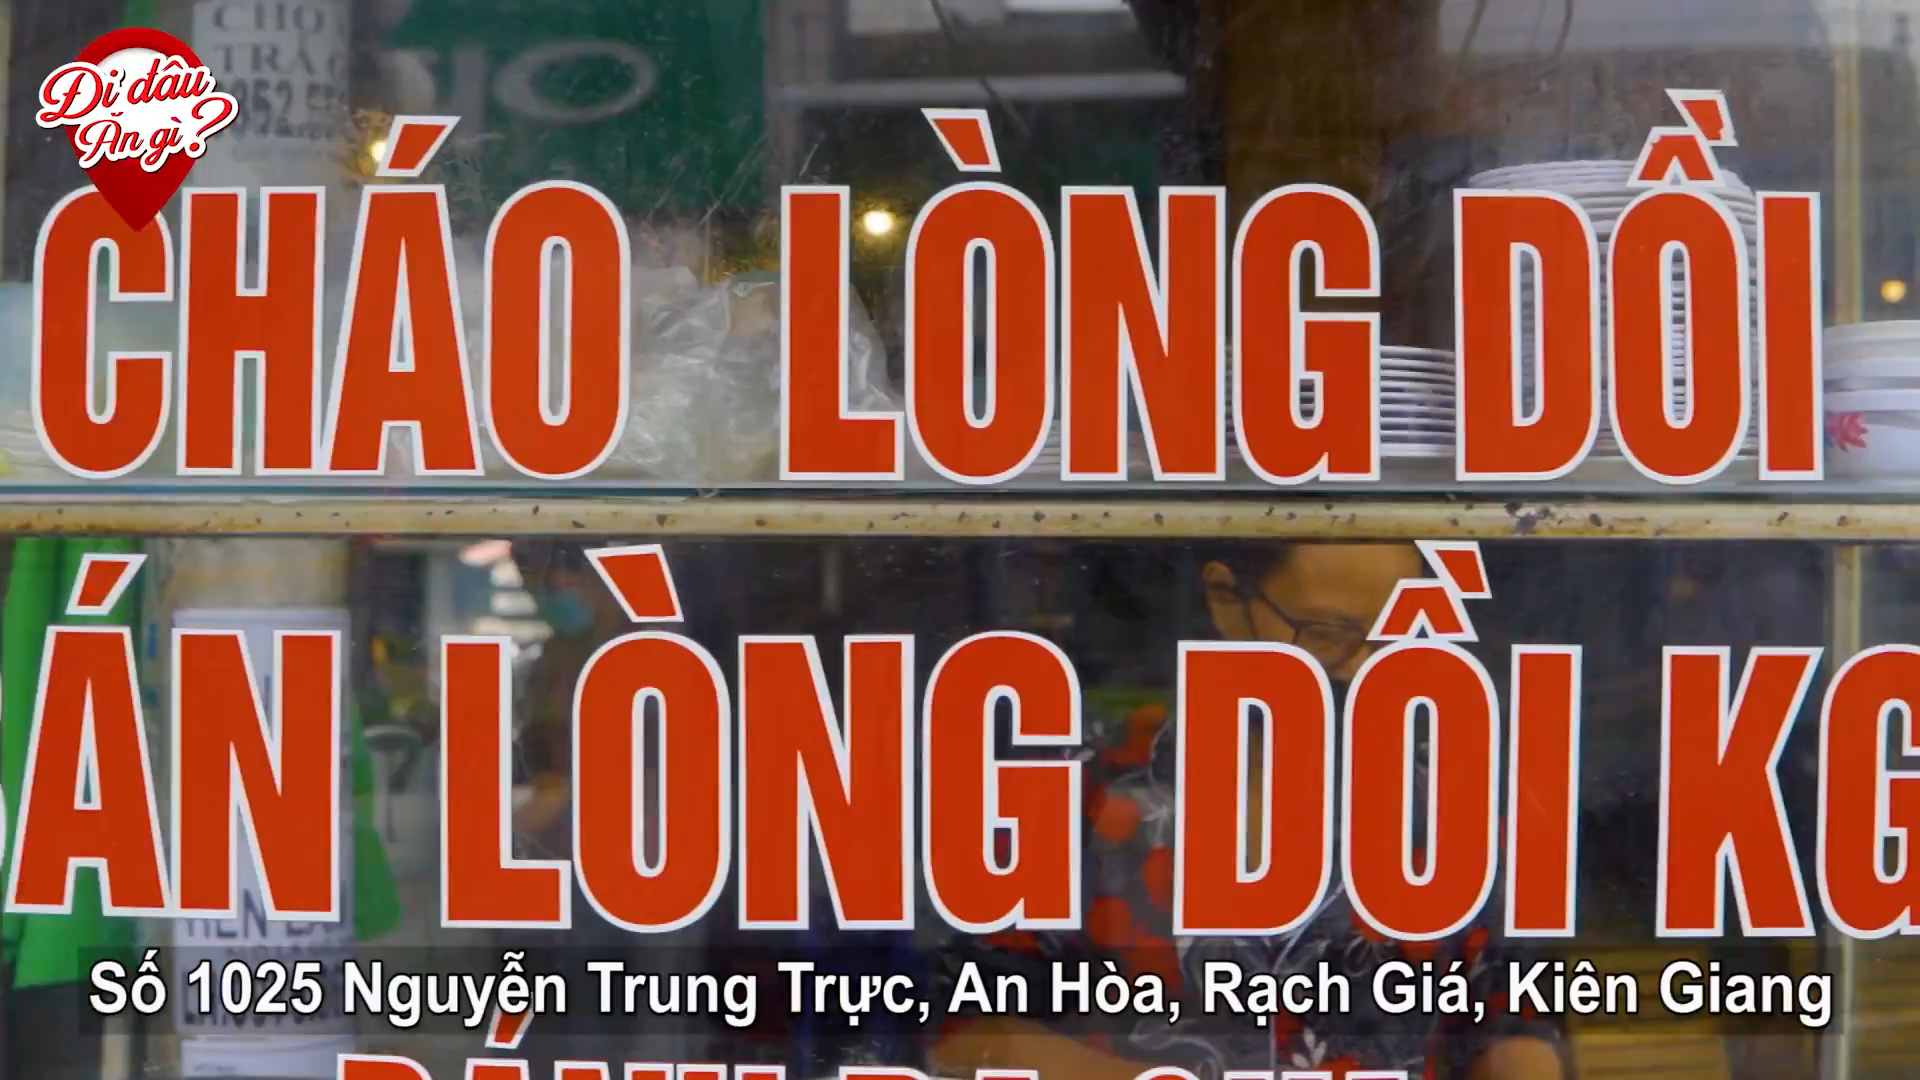 Đi đâu
Ăn gì?
CHÁO LÒNG DỒI
BÁN LÒNG DỒI KG
Số 1025 Nguyễn Trung Trực, An Hòa, Rạch Giá, Kiên Giang
BÁNH